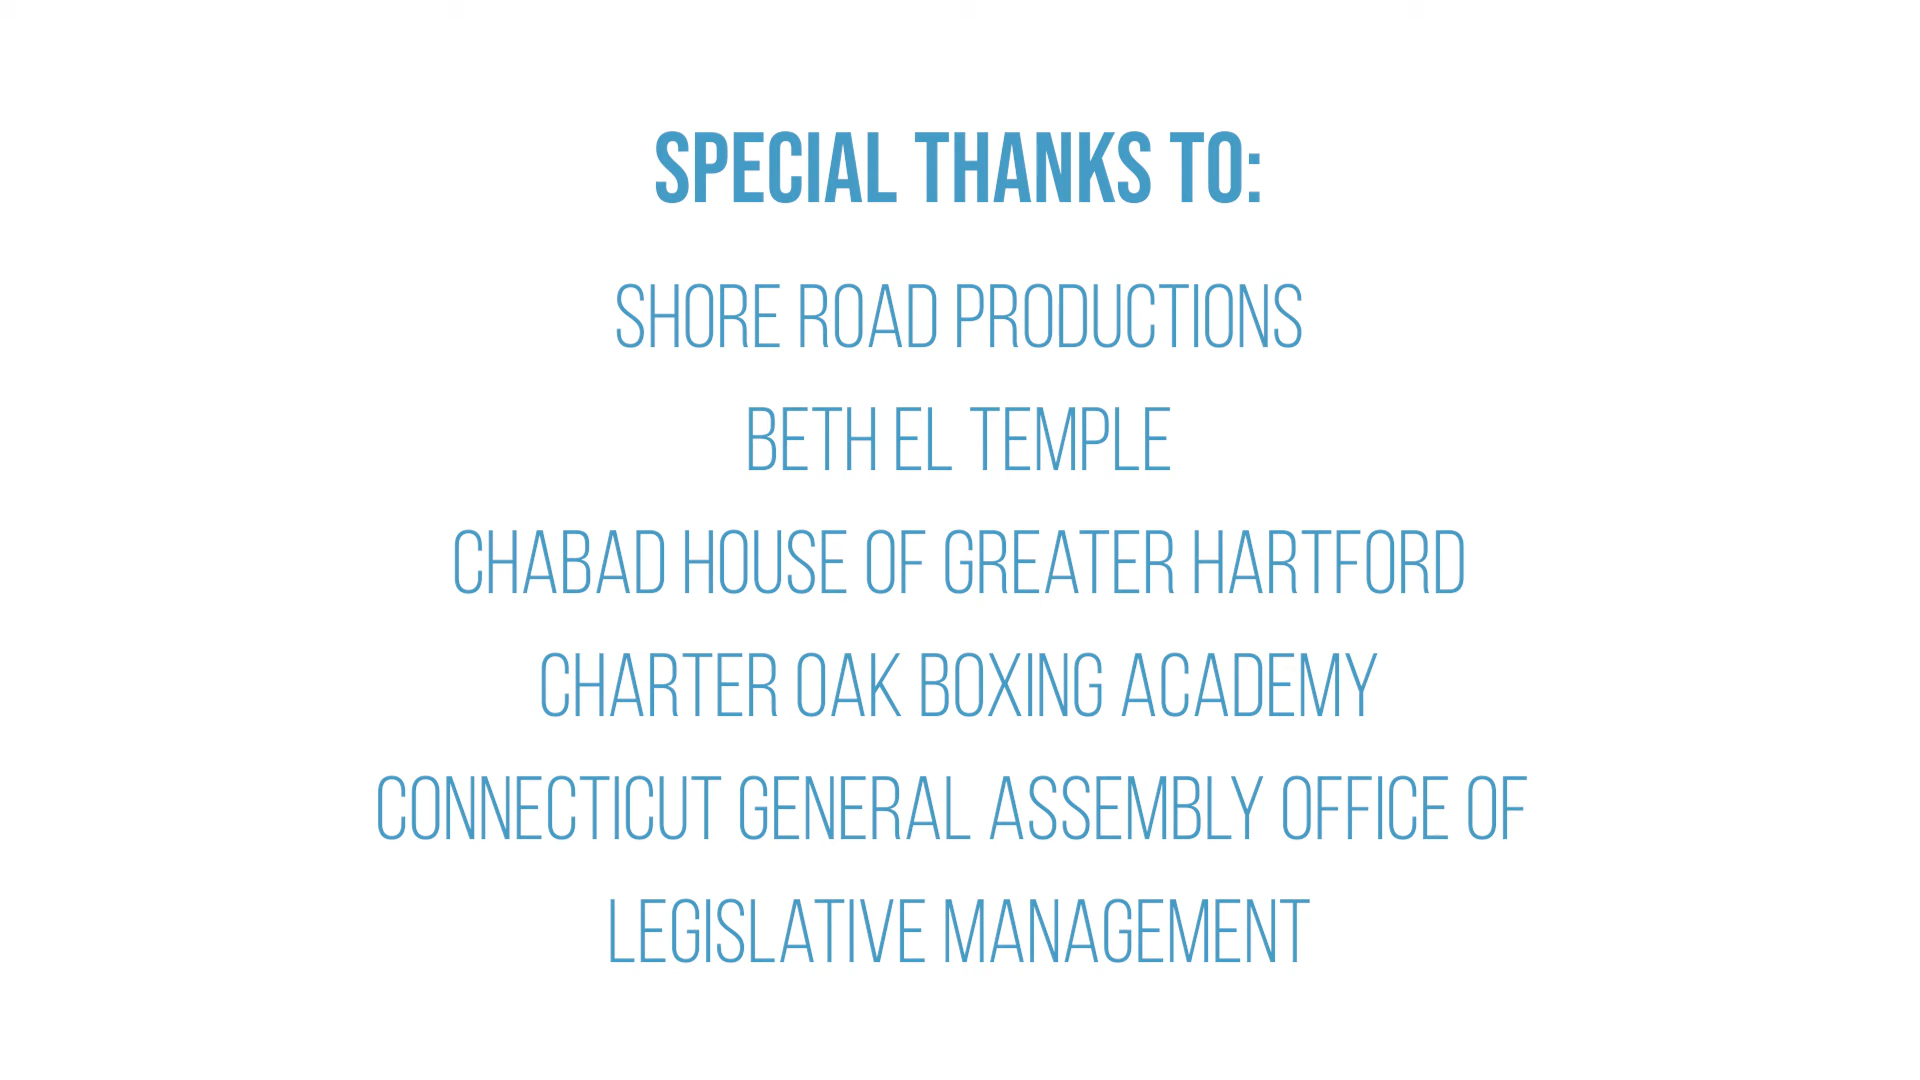 SPECIAL THANKS TO:
SHORE ROAD PRODUCTIONS
BETH EL TEMPLE
CHABAD HOUSE OF GREATER HARTFORD
CHARTER OAK BOXING ACADEMY
CONNECTICUT GENERAL ASSEMBLY OFFICE OF
LEGISLATIVE MANAGEMENT